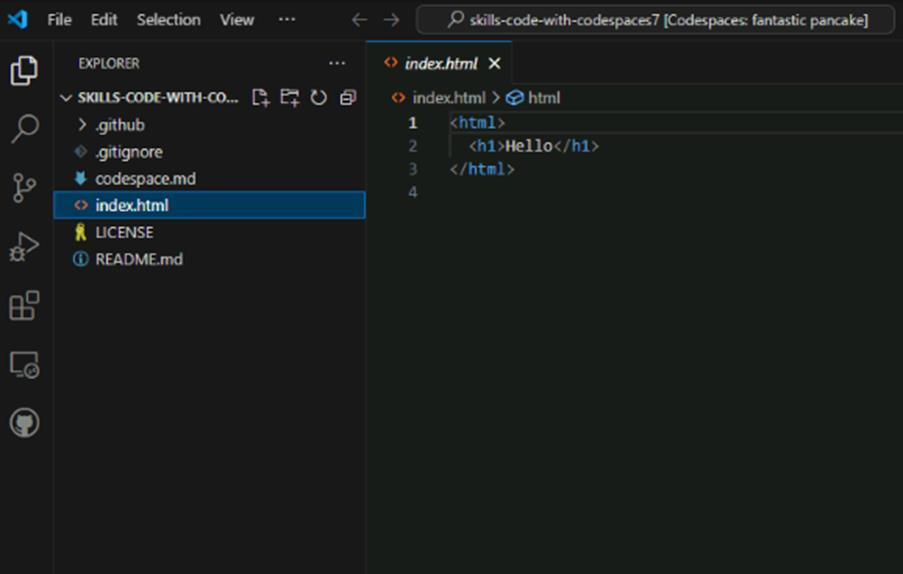 File Edit Selection View ···
skills-code-with-codespaces7 [Codespaces: fantastic pancake]
EXPLORER ···
SKILLS-CODE-WITH-CO...
.github
.gitignore
codespace.md
index.html
LICENSE
README.md
index.html
index.html > html
1 <html>
2 <h1>Hello</h1>
3 </html>
4